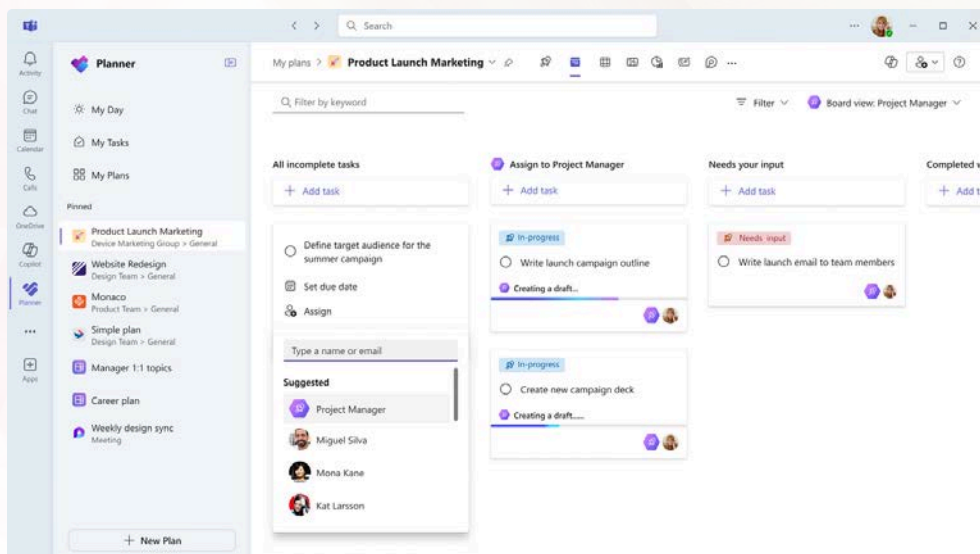 Search
...
Activity
Chat
Calendar
Calls
OneDrive
Copilot
Planner
...
Apps
Planner
My Day
My Tasks
My Plans
Pinned
Product Launch Marketing
Device Marketing Group > General
Website Redesign
Design Team > General
Monaco
Product Team > General
Simple plan
Design Team > General
Manager 1:1 topics
Career plan
Weekly design sync
Meeting
+ New Plan
My plans > Product Launch Marketing
...
Filter by keyword
Filter
Board view: Project Manager
All incomplete tasks
+ Add task
Define target audience for the
summer campaign
Set due date
Assign
Type a name or email
Suggested
Project Manager
Miguel Silva
Mona Kane
Kat Larsson
Assign to Project Manager
+ Add task
In-progress
Write launch campaign outline
Creating a draft...
In-progress
Create new campaign deck
Creating a draft......
Needs your input
+ Add task
Needs input
Write launch email to team members
Completed w
+ Add t